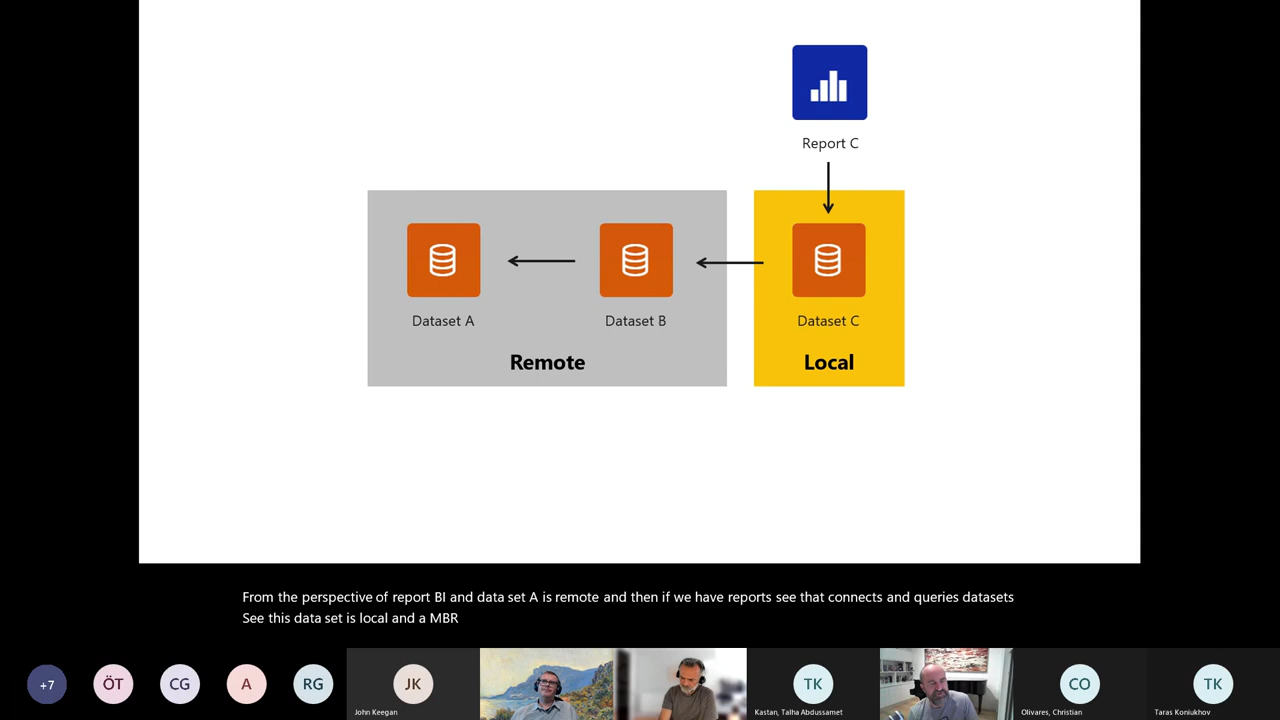 Report C
Dataset A
Dataset B
Dataset C
Remote
Local
From the perspective of report BI and data set A is remote and then if we have reports see that connects and queries datasets
See this data set is local and a MBR
+7
ÖT
CG
A
RG
JK
John Keegan
TK
Kastan, Talha Abdussamet
CO
Olivares, Christian
TK
Taras Koniukhov